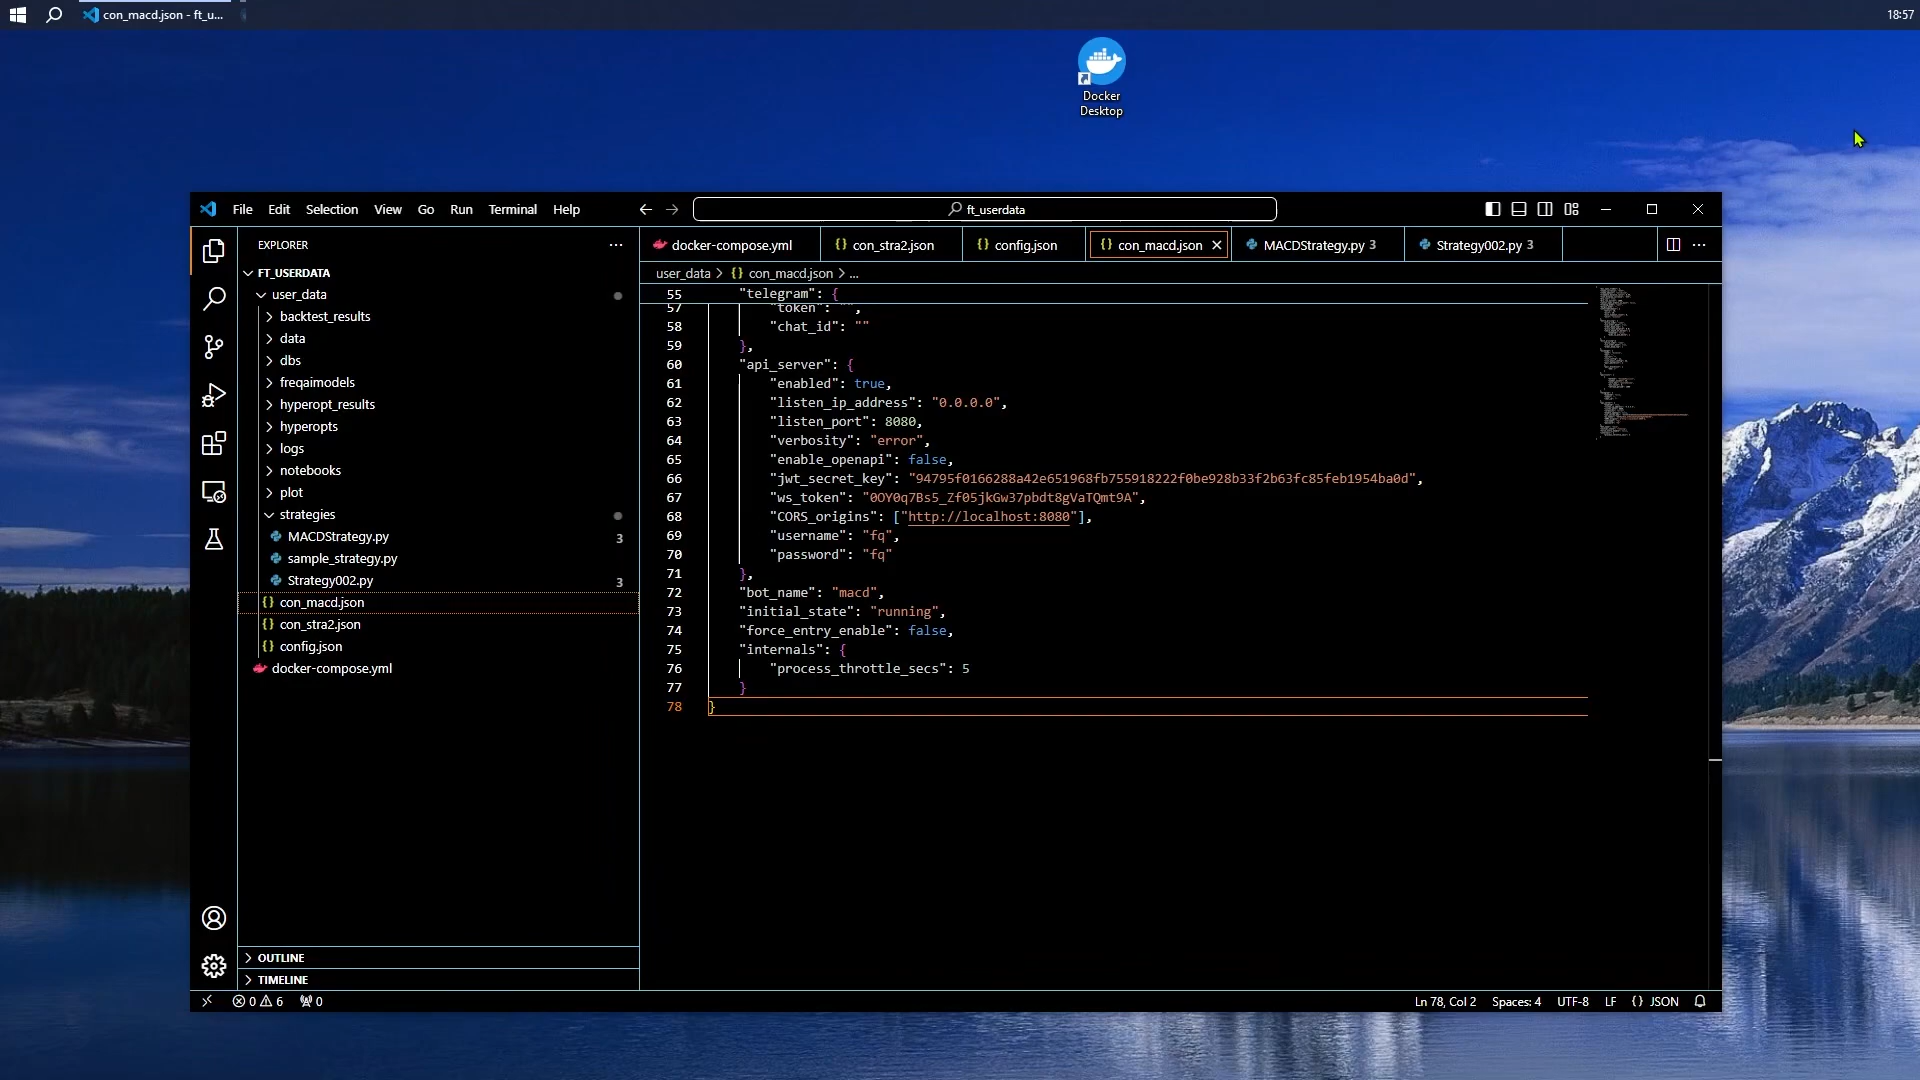 con_macd.json - ft_u...
18:57
Docker
Desktop
File Edit Selection View Go Run Terminal Help
ft_userdata
EXPLORER
FT_USERDATA
user_data
backtest_results
data
dbs
freqaimodels
hyperopt_results
hyperopts
logs
notebooks
plot
strategies
MACDStrategy.py 3
sample_strategy.py
Strategy002.py 3
con_macd.json
con_stra2.json
config.json
docker-compose.yml
OUTLINE
TIMELINE
docker-compose.yml con_stra2.json config.json con_macd.json MACDStrategy.py 3 Strategy002.py 3
user_data > con_macd.json > ...
55 "telegram": {
57 "token": "",
58 "chat_id": ""
59 },
60 "api_server": {
61 "enabled": true,
62 "listen_ip_address": "0.0.0.0",
63 "listen_port": 8080,
64 "verbosity": "error",
65 "enable_openapi": false,
66 "jwt_secret_key": "94795f0166288a42e651968fb755918222f0be928b33f2b63fc85feb1954ba0d",
67 "ws_token": "0OY0q7Bs5_Zf05jkGw37pbdt8gVaTQmt9A",
68 "CORS_origins": ["http://localhost:8080"],
69 "username": "fq",
70 "password": "fq"
71 },
72 "bot_name": "macd",
73 "initial_state": "running",
74 "force_entry_enable": false,
75 "internals": {
76 "process_throttle_secs": 5
77 }
78 }
0 6 0
Ln 78, Col 2 Spaces: 4 UTF-8 LF {} JSON